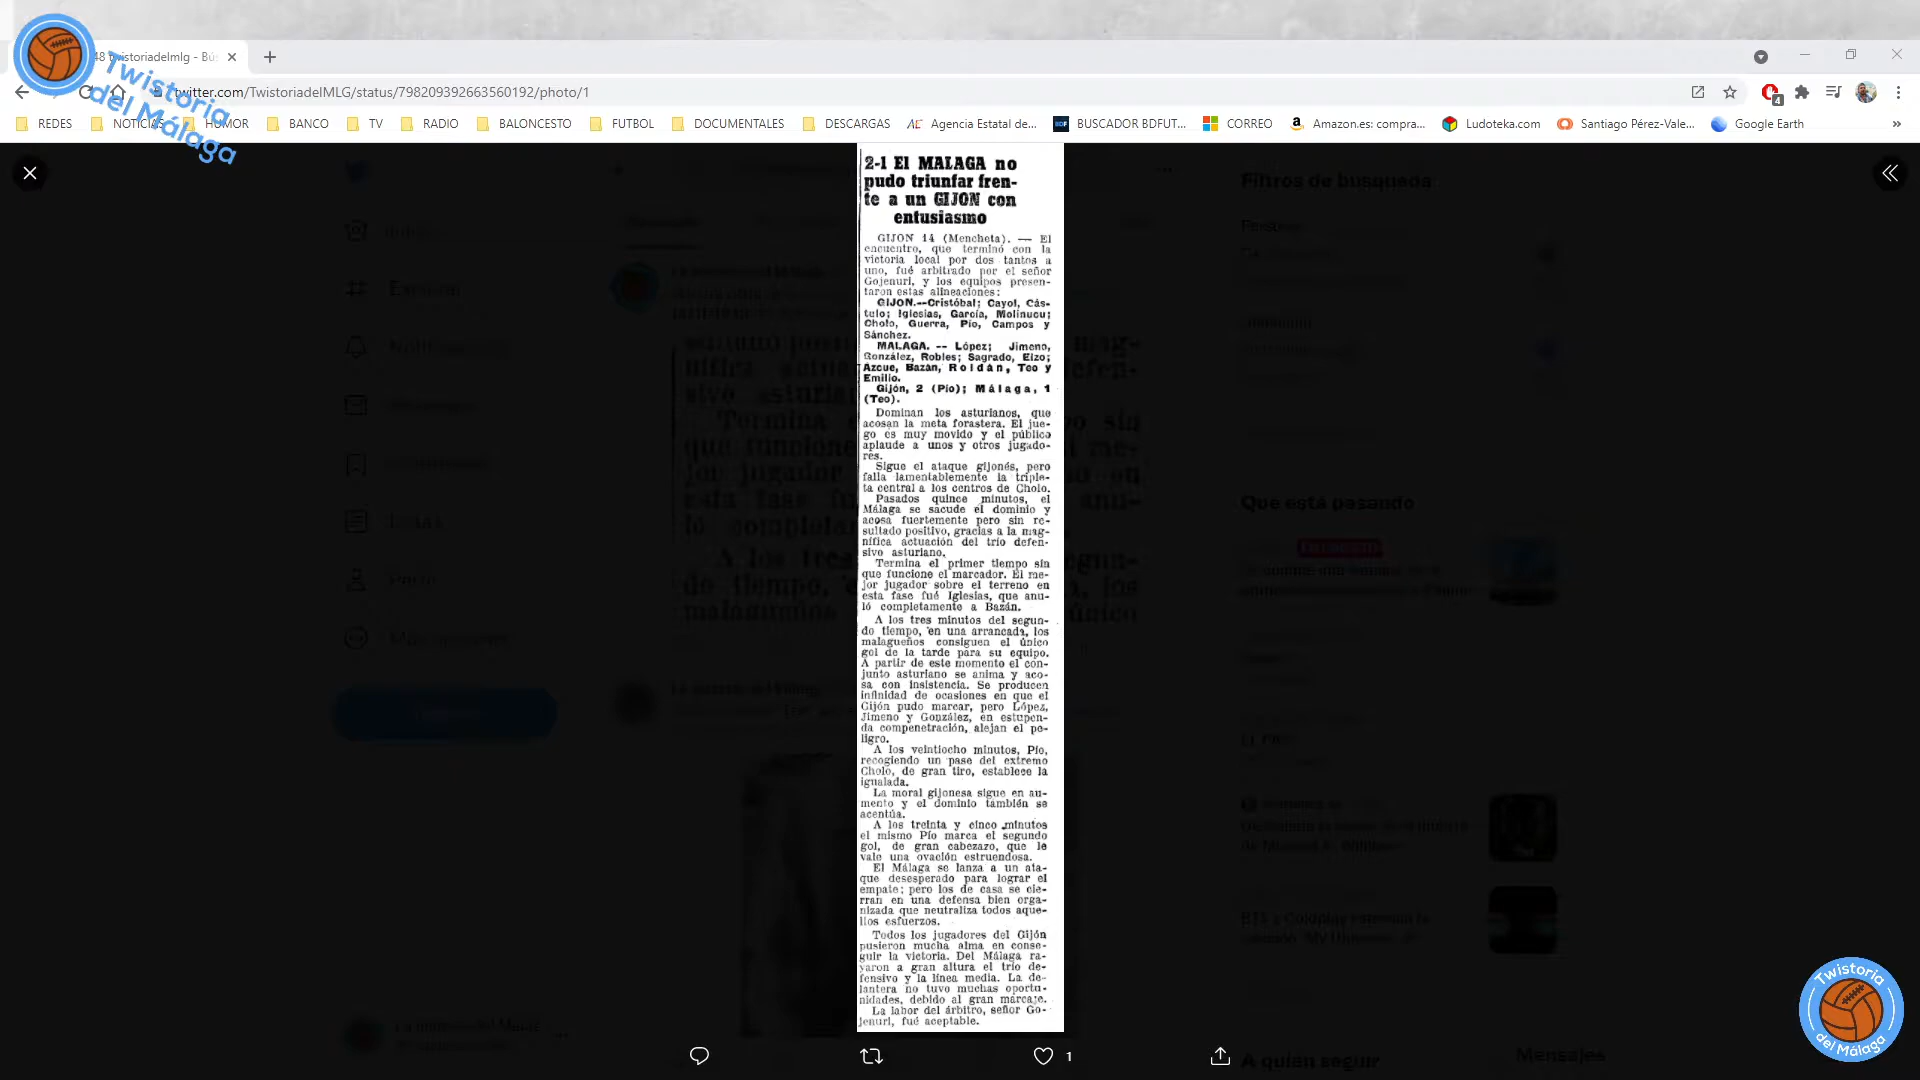 48 twistoriadelmlg - Bús
Twistoria
del Málaga
twitter.com/TwistoriadelMLG/status/798209392663560192/photo/1
4
REDES
NOTICIAS
HUMOR
BANCO
TV
RADIO
BALONCESTO
FUTBOL
DOCUMENTALES
DESCARGAS
Agencia Estatal de...
BUSCADOR BDFUT...
CORREO
Amazon.es: compra...
Ludoteka.com
Santiago Pérez-Vale...
Google Earth
2-1 El MALAGA no
pudo triunfar fren-
te a un GIJON con
entusiasmo
GIJON 14 (Mencheta). — El
encuentro, que terminó con la
victoria local por dos tantos a
uno, fué arbitrado por el señor
Gojenuri, y los equipos presen-
taron estas alineaciones:
GIJON.--Cristóbal; Cayol, Cás-
tulo; Iglesias, García, Molinucu;
Cholo, Guerra, Pío, Campos y
Sánchez.
MALAGA. -- López; Jimeno,
González, Robles; Sagrado, Elzo;
Azcue, Bazán, Roldán, Teo y
Emilio.
Gijón, 2 (Pío); Málaga, 1
(Teo).
Dominan los asturianos, que
acosan la meta forastera. El jue-
go es muy movido y el público
aplaude a unos y otros jugado-
res.
Sigue el ataque gijonés, pero
falla lamentablemente la triple-
ta central a los centros de Cholo.
Pasados quince minutos, el
Málaga se sacude el dominio y
acosa fuertemente pero sin re-
sultado positivo, gracias a la mag-
nífica actuación del trío defen-
sivo asturiano.
Termina el primer tiempo sin
que funcione el marcador. El me-
jor jugador sobre el terreno en
esta fase fué Iglesias, que anu-
ló completamente a Bazán.
A los tres minutos del segun-
do tiempo, en una arrancada, los
malagueños consiguen el único
gol de la tarde para su equipo.
A partir de este momento el con-
junto asturiano se anima y aco-
sa con insistencia. Se producen
infinidad de ocasiones en que el
Gijón pudo marcar, pero López,
Jimeno y González, en estupen-
da compenetración, alejan el pe-
ligro.
A los veintiocho minutos, Pío,
recogiendo un pase del extremo
Cholo, de gran tiro, establece la
igualada.
La moral gijonesa sigue en au-
mento y el dominio también se
acentúa.
A los treinta y cinco minutos
el mismo Pío marca el segundo
gol, de gran cabezazo, que le
vale una ovación estruendosa.
El Málaga se lanza a un ata-
que desesperado para lograr el
empate; pero los de casa se cie-
rran en una defensa bien orga-
nizada que neutraliza todos aque-
llos esfuerzos.
Todos los jugadores del Gijón
pusieron mucha alma en conse-
guir la victoria. Del Málaga ra-
yaron a gran altura el trío de-
fensivo y la línea media. La de-
lantera no tuvo muchas oportu-
nidades, debido al gran marcaje.
La labor del árbitro, señor Go-
jenuri, fué aceptable.
Filtros de búsqueda
Qué está pasando
A quién seguir
Mensajes
1
Twistoria
del Málaga